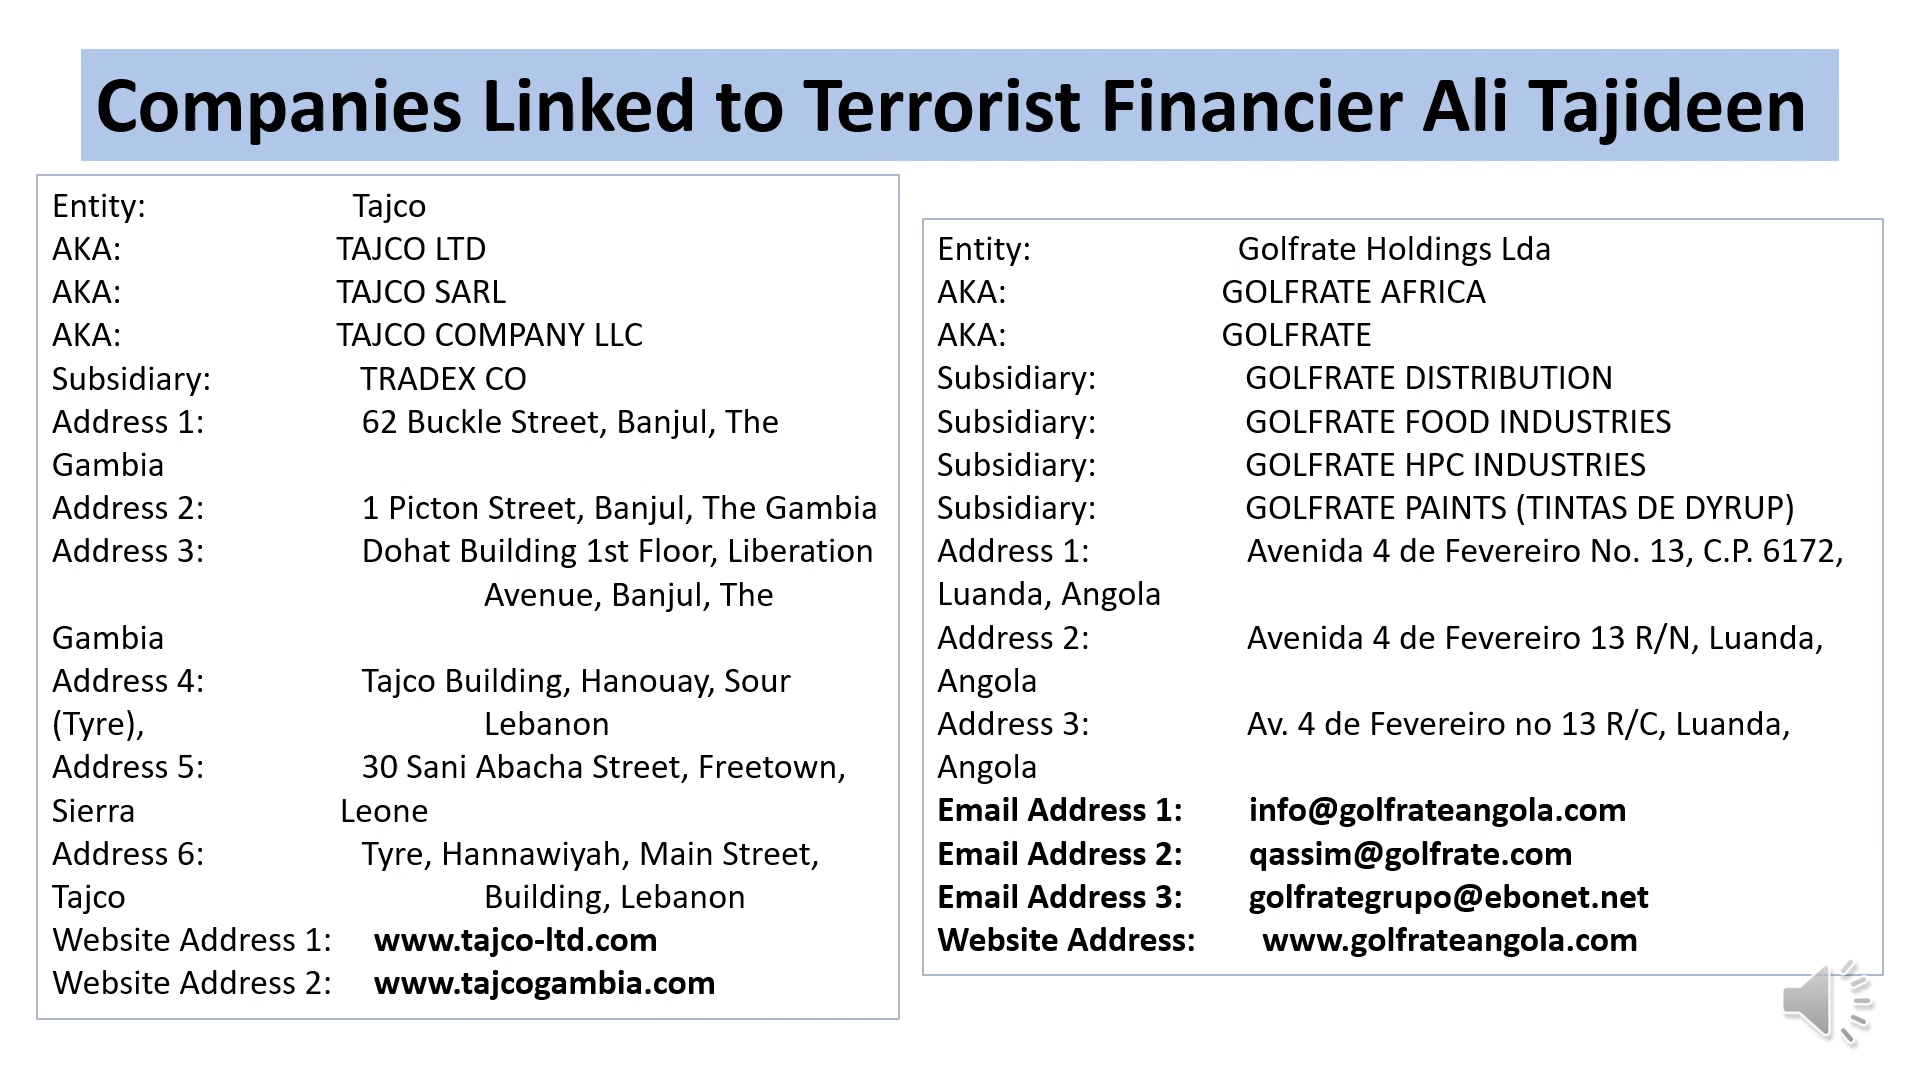 Companies Linked to Terrorist Financier Ali Tajideen
Entity: Tajco
AKA: TAJCO LTD
AKA: TAJCO SARL
AKA: TAJCO COMPANY LLC
Subsidiary: TRADEX CO
Address 1: 62 Buckle Street, Banjul, The
Gambia
Address 2: 1 Picton Street, Banjul, The Gambia
Address 3: Dohat Building 1st Floor, Liberation
Avenue, Banjul, The
Gambia
Address 4: Tajco Building, Hanouay, Sour
(Tyre), Lebanon
Address 5: 30 Sani Abacha Street, Freetown,
Sierra Leone
Address 6: Tyre, Hannawiyah, Main Street,
Tajco Building, Lebanon
Website Address 1: www.tajco-ltd.com
Website Address 2: www.tajcogambia.com
Entity: Golfrate Holdings Lda
AKA: GOLFRATE AFRICA
AKA: GOLFRATE
Subsidiary: GOLFRATE DISTRIBUTION
Subsidiary: GOLFRATE FOOD INDUSTRIES
Subsidiary: GOLFRATE HPC INDUSTRIES
Subsidiary: GOLFRATE PAINTS (TINTAS DE DYRUP)
Address 1: Avenida 4 de Fevereiro No. 13, C.P. 6172,
Luanda, Angola
Address 2: Avenida 4 de Fevereiro 13 R/N, Luanda,
Angola
Address 3: Av. 4 de Fevereiro no 13 R/C, Luanda,
Angola
Email Address 1: info@golfrateangola.com
Email Address 2: qassim@golfrate.com
Email Address 3: golfrategrupo@ebonet.net
Website Address: www.golfrateangola.com